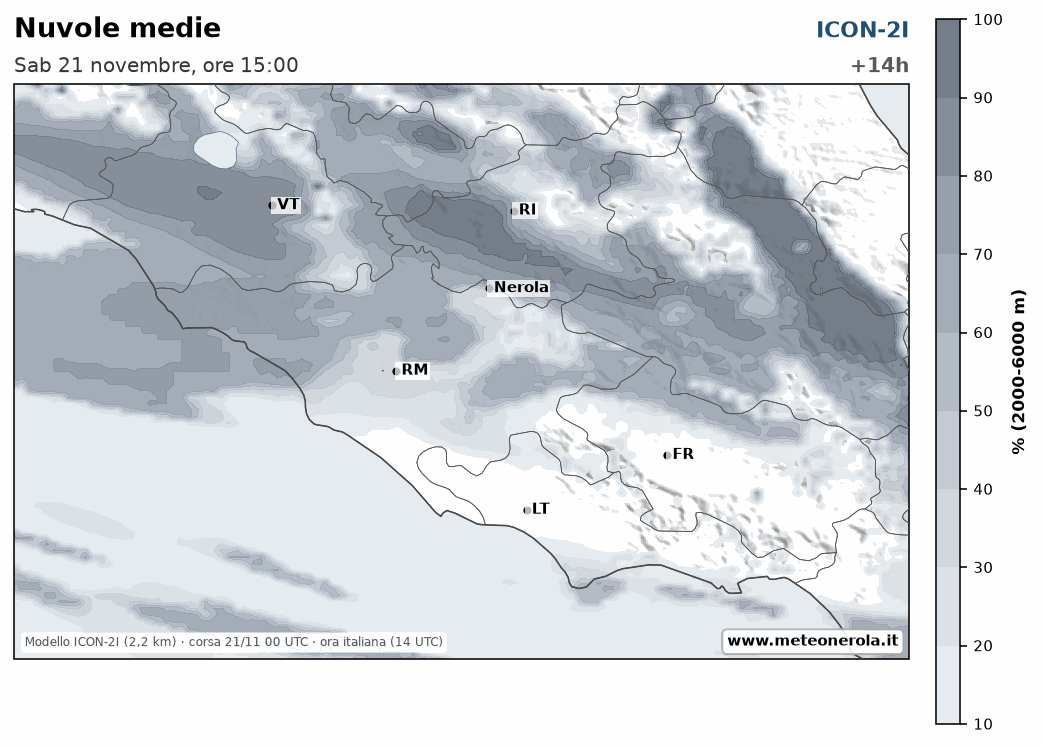 Nuvole medie
ICON-2I
Sab 21 novembre, ore 15:00
+14h
VT
RI
Nerola
RM
FR
LT
Modello ICON-2I (2,2 km) · corsa 21/11 00 UTC · ora italiana (14 UTC)
www.meteonerola.it
100
90
80
70
60
50
40
30
20
10
% (2000-6000 m)